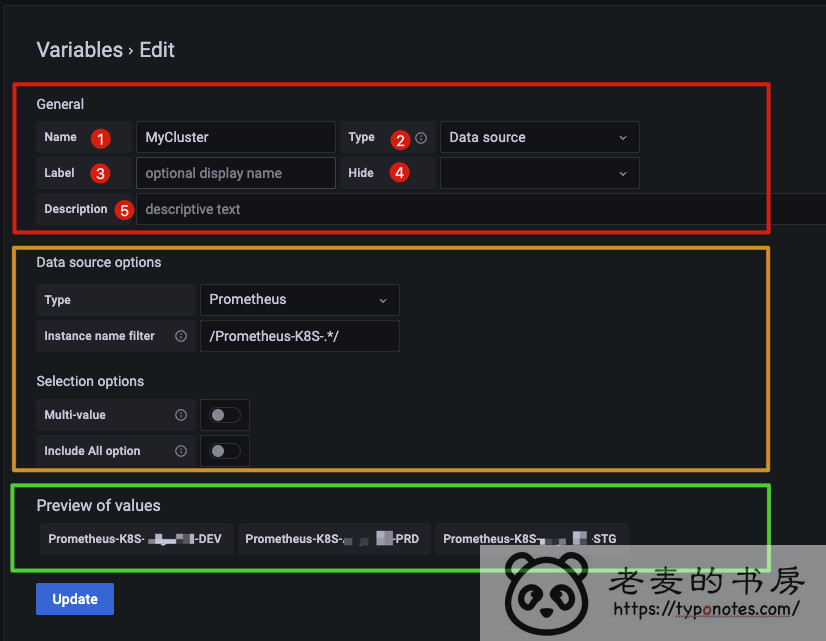 Variables › Edit
General
Name 1 MyCluster Type 2 Data source
Label 3 optional display name Hide 4
Description 5 descriptive text
Data source options
Type Prometheus
Instance name filter /Prometheus-K8S-.*/
Selection options
Multi-value
Include All option
Preview of values
Prometheus-K8S- -DEV Prometheus-K8S- -PRD Prometheus-K8S- -STG
Update
老麦的书房
https://typonotes.com/